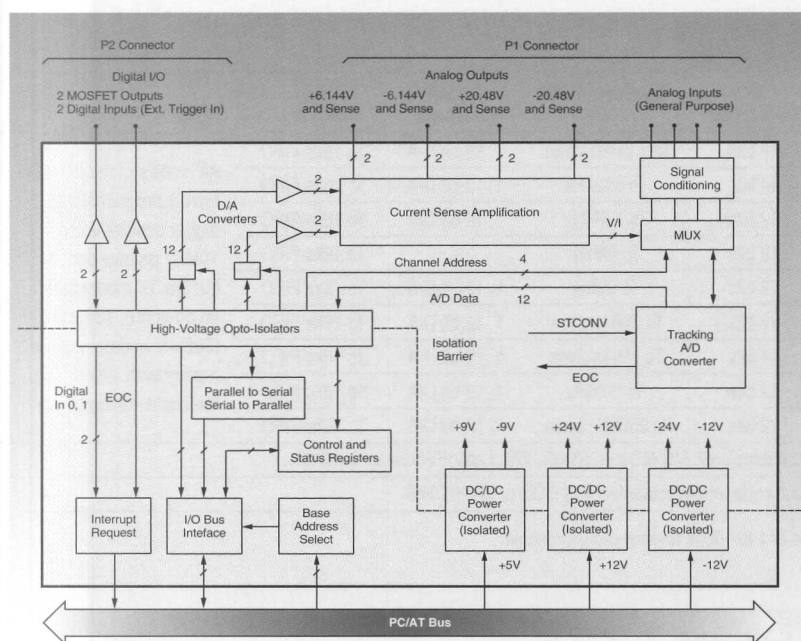 P2 Connector
P1 Connector
Digital I/O
2 MOSFET Outputs
2 Digital Inputs (Ext. Trigger In)
Analog Outputs
+6.144V
and Sense
-6.144V
and Sense
+20.48V
and Sense
-20.48V
and Sense
Analog Inputs
(General Purpose)
2
2
2
2
Signal
Conditioning
2
2
D/A
Converters
Current Sense Amplification
V/I
MUX
12
12
2
2
Channel Address
4
A/D Data
12
High-Voltage Opto-Isolators
Isolation
Barrier
STCONV
EOC
Tracking
A/D
Converter
Digital
In 0, 1
EOC
2
Parallel to Serial
Serial to Parallel
Control and
Status Registers
+9V
-9V
+24V
+12V
-24V
-12V
Interrupt
Request
I/O Bus
Inteface
Base
Address
Select
DC/DC
Power
Converter
(Isolated)
DC/DC
Power
Converter
(Isolated)
DC/DC
Power
Converter
(Isolated)
+5V
+12V
-12V
PC/AT Bus